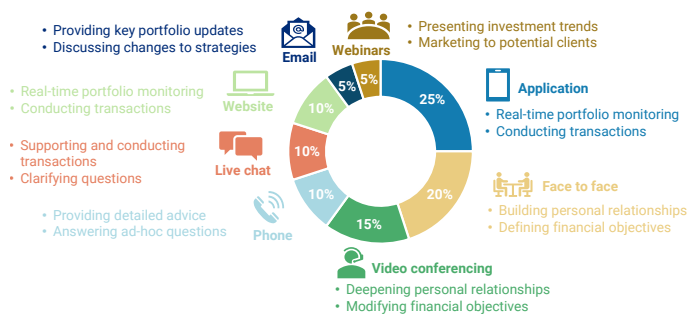 • Providing key portfolio updates
• Discussing changes to strategies
Email
Webinars
• Presenting investment trends
• Marketing to potential clients
5%
5%
25%
Application
• Real-time portfolio monitoring
• Conducting transactions
• Real-time portfolio monitoring
• Conducting transactions
Website
10%
• Supporting and conducting
transactions
• Clarifying questions
Live chat
10%
20%
Face to face
• Building personal relationships
• Defining financial objectives
• Providing detailed advice
• Answering ad-hoc questions
Phone
10%
15%
Video conferencing
• Deepening personal relationships
• Modifying financial objectives